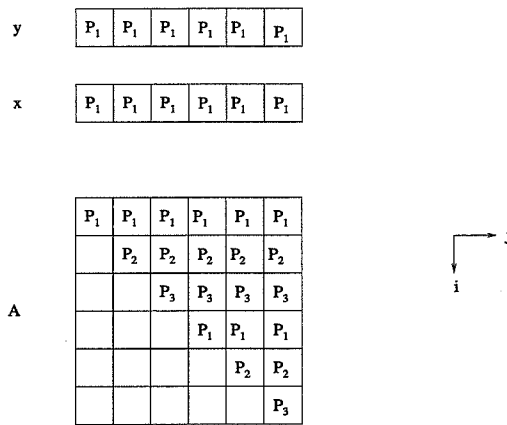 y P₁ P₁ P₁ P₁ P₁ P₁
x P₁ P₁ P₁ P₁ P₁ P₁
P₁ P₁ P₁ P₁ P₁ P₁
P₂ P₂ P₂ P₂ P₂
P₃ P₃ P₃ P₃
A P₁ P₁ P₁
P₂ P₂
P₃
j
i